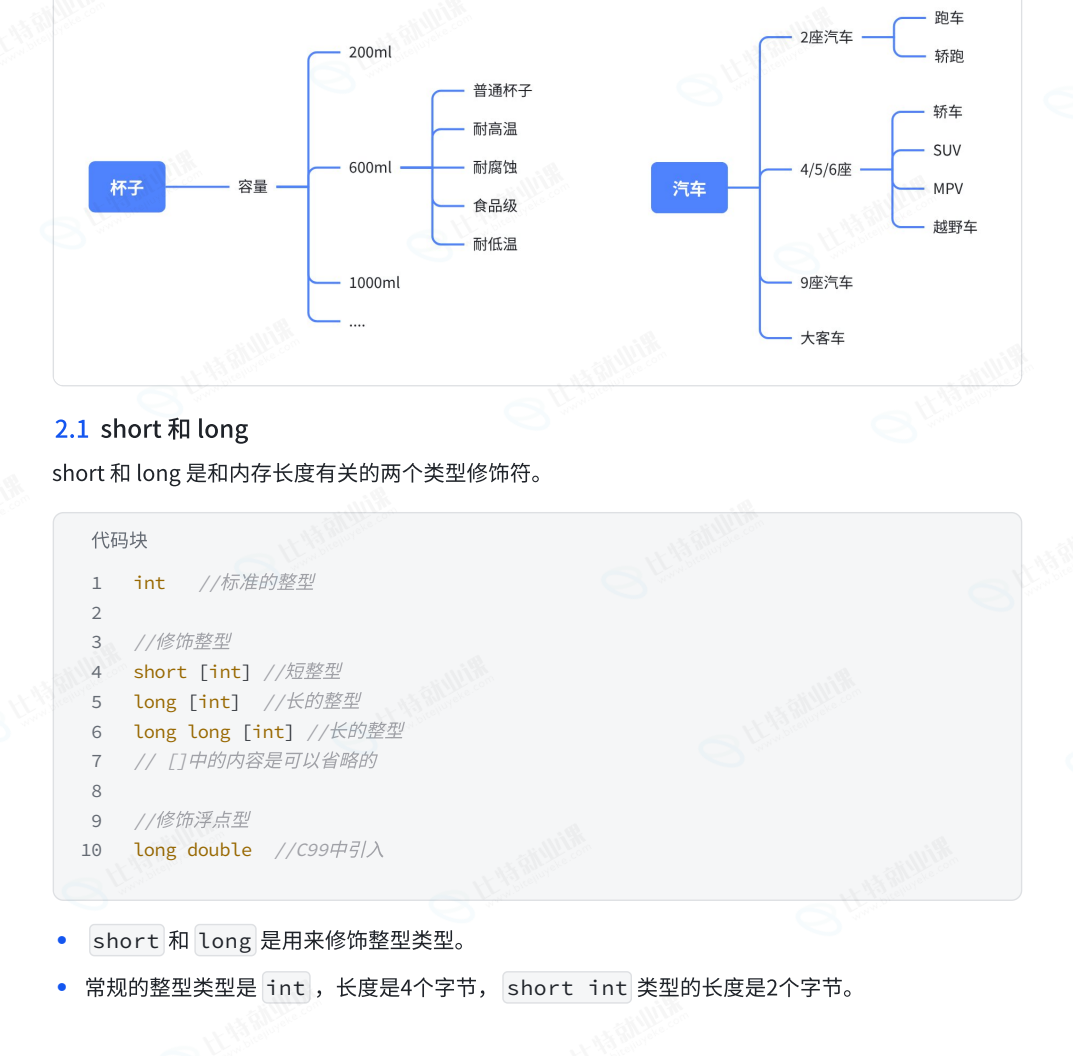 杯子
容量
200ml
600ml
普通杯子
耐高温
耐腐蚀
食品级
耐低温
1000ml
....
汽车
2座汽车
跑车
轿跑
4/5/6座
轿车
SUV
MPV
越野车
9座汽车
大客车
2.1 short 和 long
short 和 long 是和内存长度有关的两个类型修饰符。
代码块
1 int //标准的整型
2
3 //修饰整型
4 short [int] //短整型
5 long [int] //长的整型
6 long long [int] //长的整型
7 // []中的内容是可以省略的
8
9 //修饰浮点型
10 long double //C99中引入
• short 和 long 是用来修饰整型类型。
• 常规的整型类型是 int ，长度是4个字节， short int 类型的长度是2个字节。
比特就业课